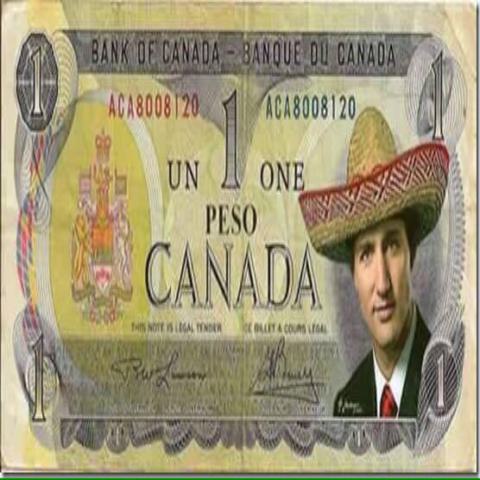 1 BANK OF CANADA - BANQUE DU CANADA 1
ACA8008120 ACA8008120
UN 1 ONE
PESO
CANADA
THIS NOTE IS LEGAL TENDER CE BILLET A COURS LEGAL
1 1